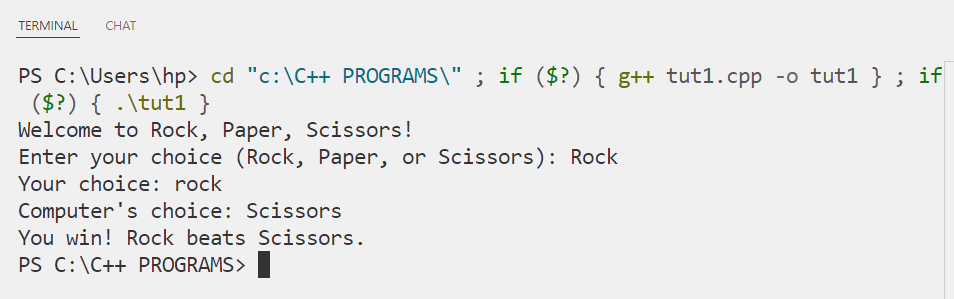 TERMINAL CHAT
PS C:\Users\hp> cd "c:\C++ PROGRAMS\" ; if ($?) { g++ tut1.cpp -o tut1 } ; if
($?) { .\tut1 }
Welcome to Rock, Paper, Scissors!
Enter your choice (Rock, Paper, or Scissors): Rock
Your choice: rock
Computer's choice: Scissors
You win! Rock beats Scissors.
PS C:\C++ PROGRAMS>